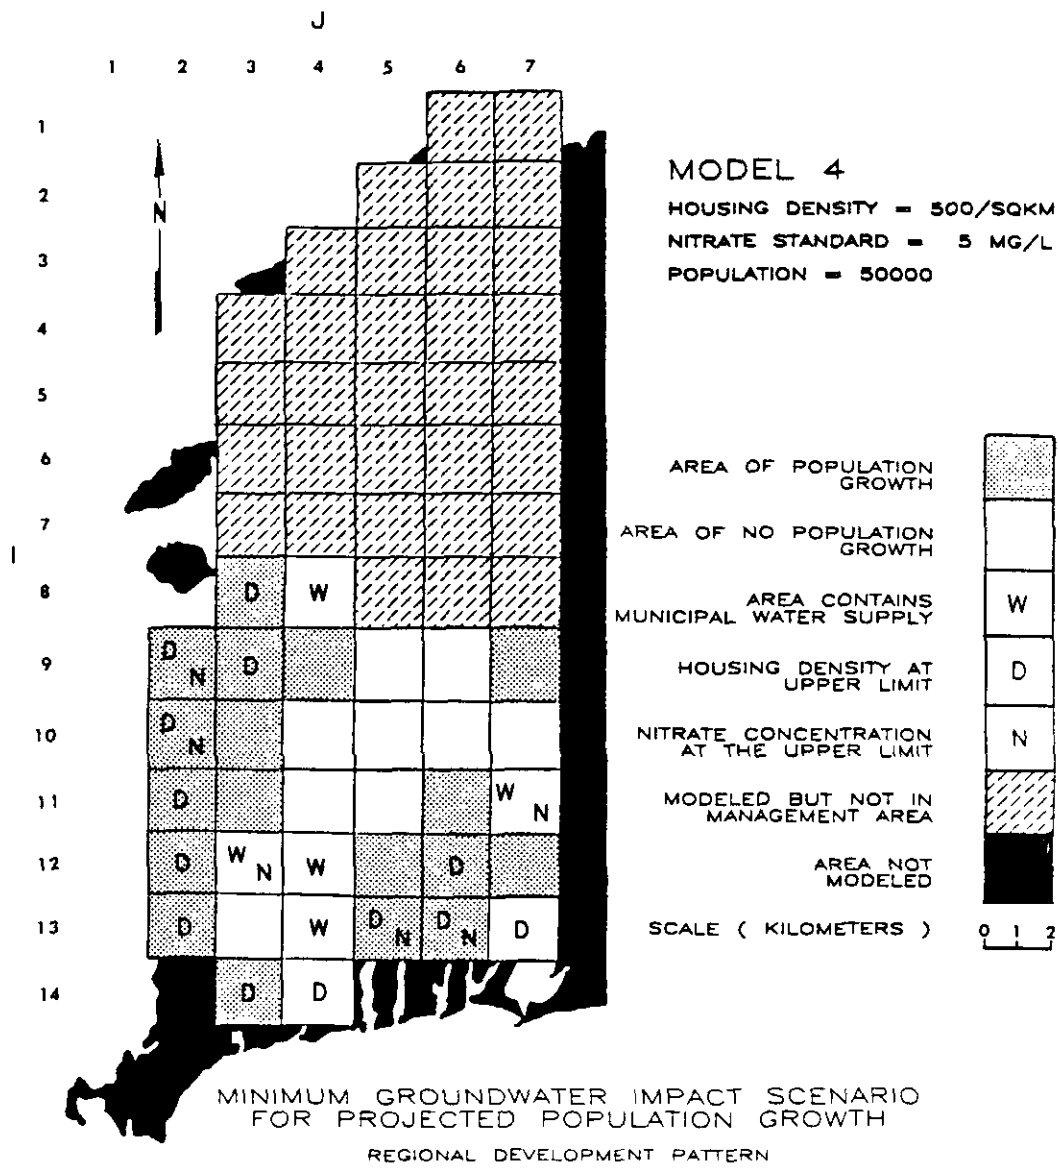 J
1 2 3 4 5 6 7
1
MODEL 4
2
HOUSING DENSITY = 500/SQKM
N
NITRATE STANDARD = 5 MG/L
3
POPULATION = 50000
4
5
6
AREA OF POPULATION
GROWTH
7
AREA OF NO POPULATION
GROWTH
I
8 D W
AREA CONTAINS
MUNICIPAL WATER SUPPLY
W
9 D N D
HOUSING DENSITY AT
UPPER LIMIT
D
10 D N
NITRATE CONCENTRATION
AT THE UPPER LIMIT
N
11 D W N
MODELED BUT NOT IN
MANAGEMENT AREA
12 D W N W D
AREA NOT
MODELED
13 D W D N D N D
SCALE ( KILOMETERS )
0 1 2
14 D D
MINIMUM GROUNDWATER IMPACT SCENARIO
FOR PROJECTED POPULATION GROWTH
REGIONAL DEVELOPMENT PATTERN